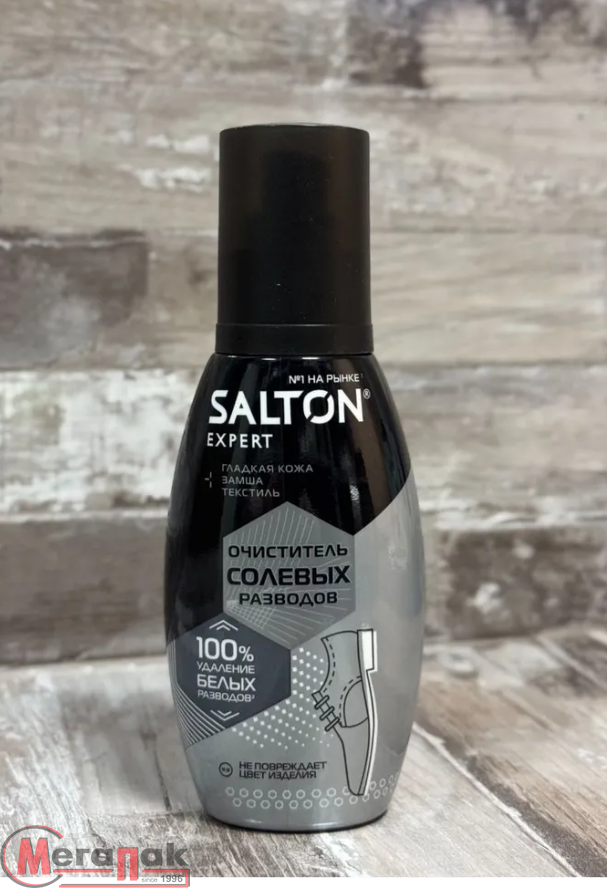 №1 НА РЫНКЕ
SALTON®
EXPERT
ГЛАДКАЯ КОЖА
ЗАМША
ТЕКСТИЛЬ
ОЧИСТИТЕЛЬ
СОЛЕВЫХ
РАЗВОДОВ
100%
УДАЛЕНИЕ
БЕЛЫХ
РАЗВОДОВ²
НЕ ПОВРЕЖДАЕТ
ЦВЕТ ИЗДЕЛИЯ
Мегапак
since 1996